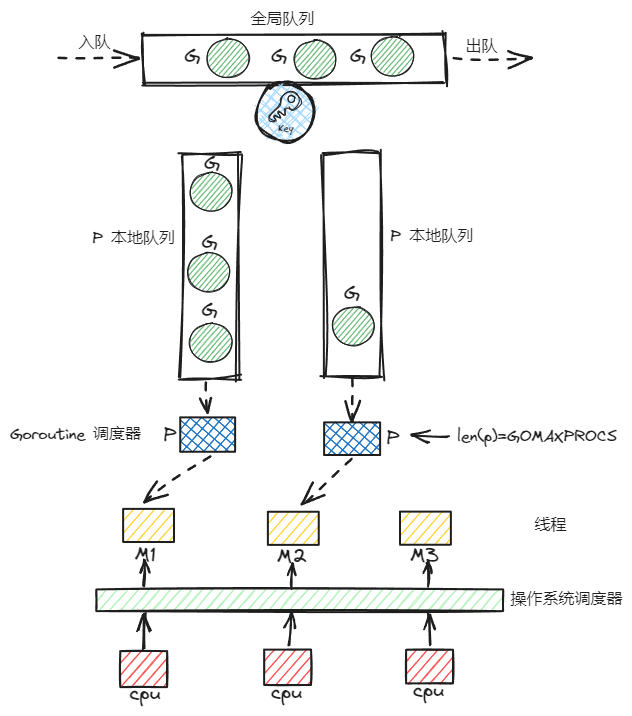 全局队列
入队
G
G
G
出队
Key
G
P 本地队列
G
G
P 本地队列
G
Goroutine 调度器
P
P
len(p)=GOMAXPROCS
线程
M1
M2
M3
操作系统调度器
cpu
cpu
cpu